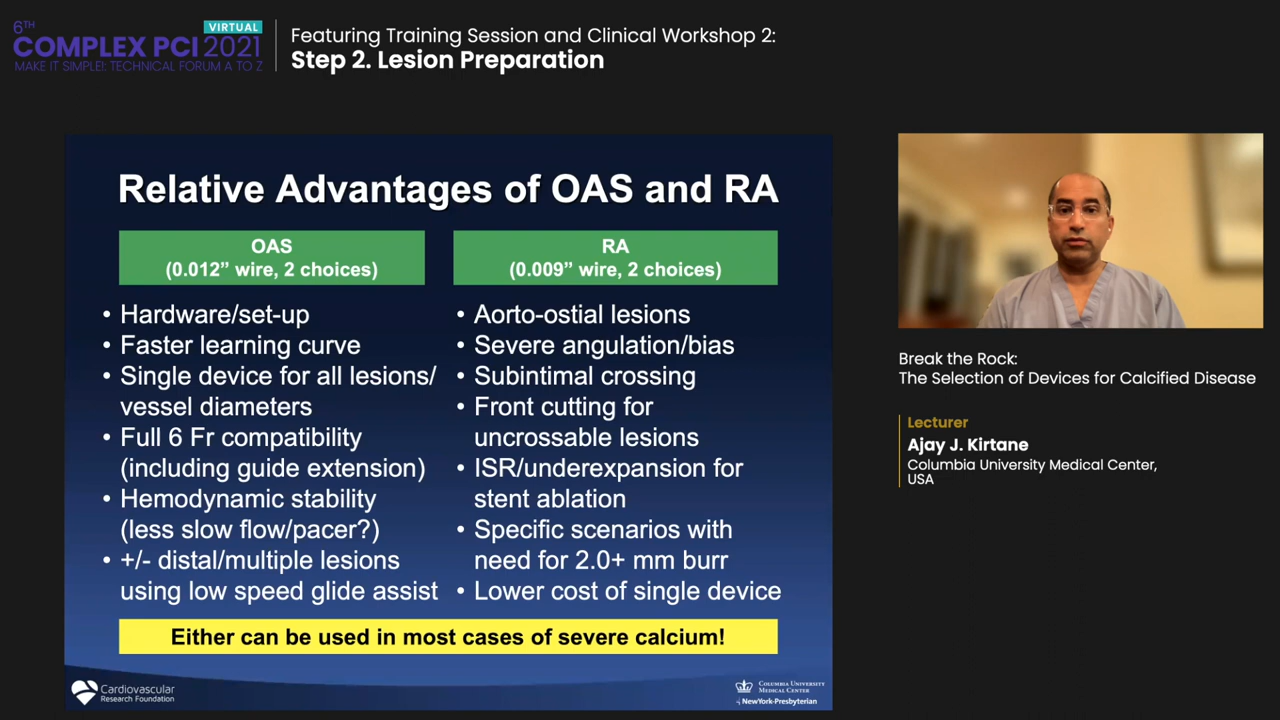 6TH
VIRTUAL
COMPLEX PCI 2021
MAKE IT SIMPLE!: TECHNICAL FORUM A TO Z
Featuring Training Session and Clinical Workshop 2:
Step 2. Lesion Preparation
Relative Advantages of OAS and RA
OAS
(0.012” wire, 2 choices)
• Hardware/set-up
• Faster learning curve
• Single device for all lesions/
vessel diameters
• Full 6 Fr compatibility
(including guide extension)
• Hemodynamic stability
(less slow flow/pacer?)
• +/- distal/multiple lesions
using low speed glide assist
RA
(0.009” wire, 2 choices)
• Aorto-ostial lesions
• Severe angulation/bias
• Subintimal crossing
• Front cutting for
uncrossable lesions
• ISR/underexpansion for
stent ablation
• Specific scenarios with
need for 2.0+ mm burr
• Lower cost of single device
Either can be used in most cases of severe calcium!
Cardiovascular
Research Foundation
COLUMBIA UNIVERSITY
MEDICAL CENTER
NewYork-Presbyterian
Break the Rock:
The Selection of Devices for Calcified Disease
Lecturer
Ajay J. Kirtane
Columbia University Medical Center,
USA